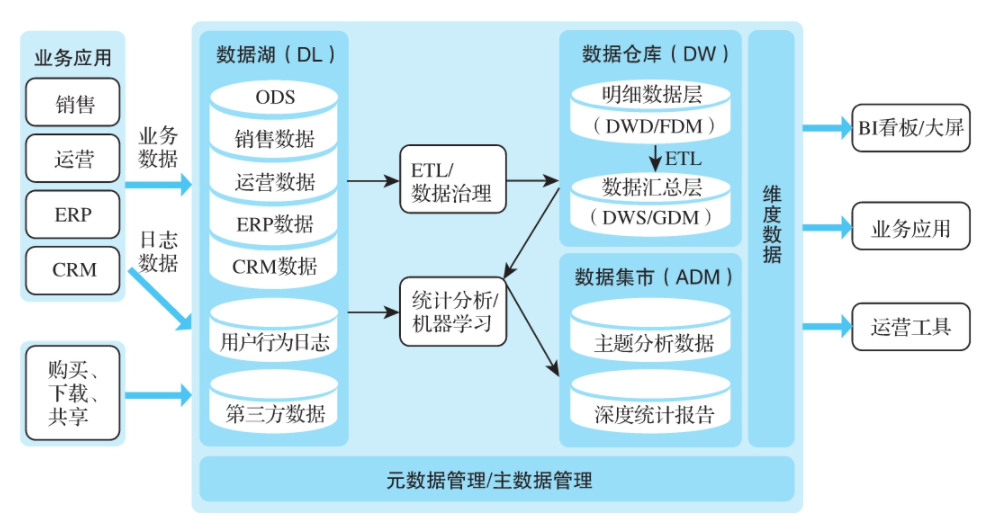 业务应用
销售
运营
ERP
CRM
购买、
下载、
共享
业务
数据
日志
数据
数据湖（DL）
ODS
销售数据
运营数据
ERP数据
CRM数据
用户行为日志
第三方数据
ETL/
数据治理
统计分析/
机器学习
数据仓库（DW）
明细数据层
（DWD/FDM）
ETL
数据汇总层
（DWS/GDM）
数据集市（ADM）
主题分析数据
深度统计报告
维度数据
BI看板/大屏
业务应用
运营工具
元数据管理/主数据管理